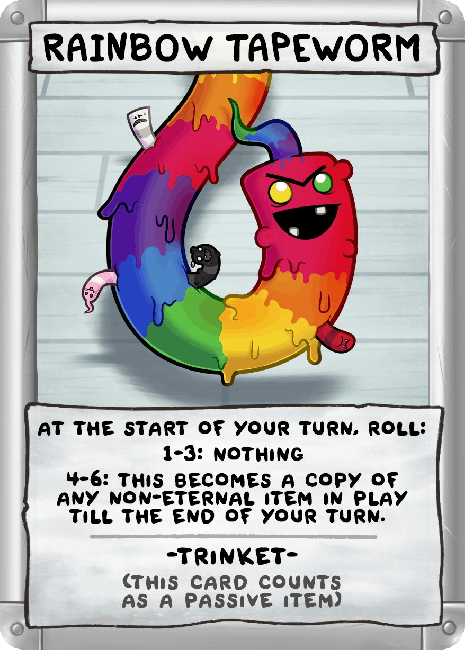 RAINBOW TAPEWORM
AT THE START OF YOUR TURN, ROLL:
1-3: NOTHING
4-6: THIS BECOMES A COPY OF
ANY NON-ETERNAL ITEM IN PLAY
TILL THE END OF YOUR TURN.
-TRINKET-
(THIS CARD COUNTS
AS A PASSIVE ITEM)